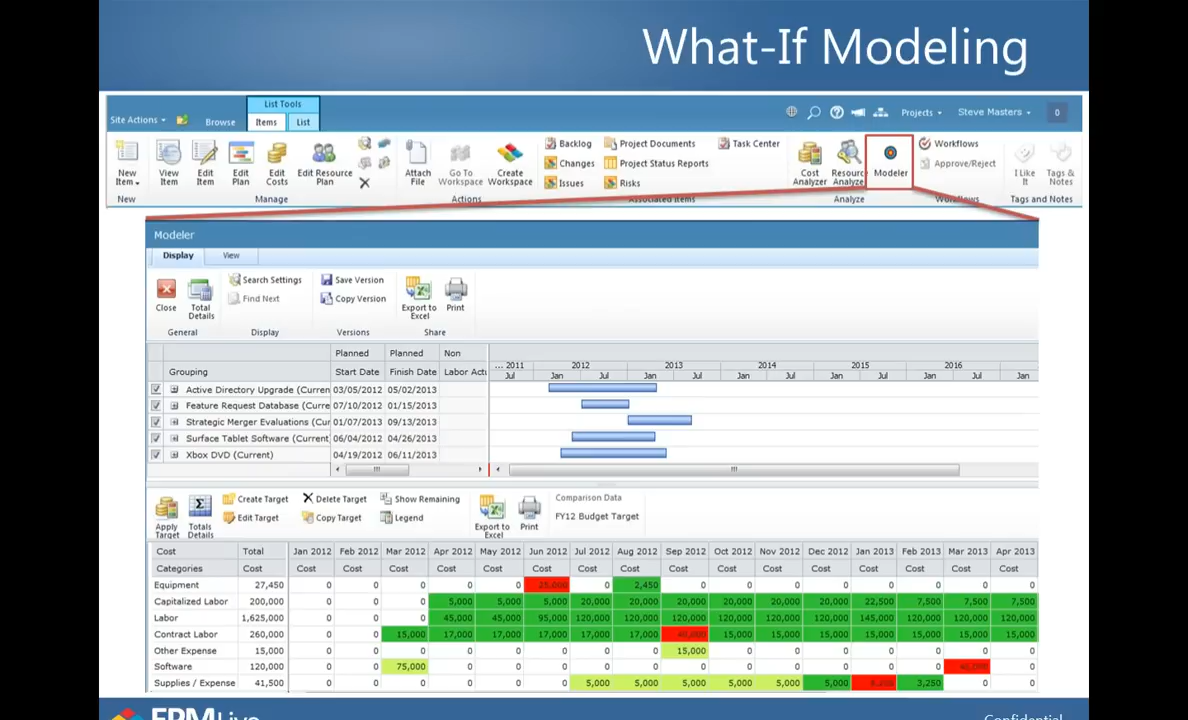 What-If Modeling
List Tools
Site Actions Browse Items List Projects Steve Masters 0
New Item View Item Edit Item Edit Plan Edit Costs Edit Resource Plan Attach File Go To Workspace Create Workspace Backlog Changes Issues Project Documents Project Status Reports Risks Task Center Cost Analyzer Resource Analyze Modeler Workflows Approve/Reject I Like It Tags & Notes
New Manage Actions Associated Items Analyze Workflows Tags and Notes
Modeler
Display View
Close Total Details Search Settings Find Next Save Version Copy Version Export to Excel Print
General Display Versions Share
Planned Planned Non
Grouping Start Date Finish Date Labor Actu
... 2011 2012 2013 2014 2015 2016
Jul Jan Jul Jan Jul Jan Jul Jan Jul Jan Jul Jan
Active Directory Upgrade (Curren 03/05/2012 05/02/2013
Feature Request Database (Curre 07/10/2012 01/15/2013
Strategic Merger Evaluations (Cur 01/07/2013 09/13/2013
Surface Tablet Software (Current) 06/04/2012 04/26/2013
Xbox DVD (Current) 04/19/2012 06/11/2013
Apply Target Totals Details Create Target Edit Target Delete Target Copy Target Show Remaining Legend Export to Excel Print Comparison Data
FY12 Budget Target
Cost Total Jan 2012 Feb 2012 Mar 2012 Apr 2012 May 2012 Jun 2012 Jul 2012 Aug 2012 Sep 2012 Oct 2012 Nov 2012 Dec 2012 Jan 2013 Feb 2013 Mar 2013 Apr 2013
Categories Cost Cost Cost Cost Cost Cost Cost Cost Cost Cost Cost Cost Cost Cost Cost Cost Cost
Equipment 27,450 0 0 0 0 0 25,000 0 2,450 0 0 0 0 0 0 0 0
Capitalized Labor 200,000 0 0 0 5,000 5,000 5,000 20,000 20,000 20,000 20,000 20,000 20,000 22,500 7,500 7,500 7,500
Labor 1,625,000 0 0 0 45,000 45,000 95,000 120,000 120,000 120,000 120,000 120,000 120,000 145,000 120,000 120,000 120,000
Contract Labor 260,000 0 0 15,000 17,000 17,000 17,000 17,000 17,000 15,000 15,000 15,000 15,000 15,000 15,000 15,000
Other Expense 15,000 0 0 0 0 0 0 0 0 15,000 0 0 0 0 0 0 0
Software 120,000 0 0 75,000 0 0 0 0 0 0 0 0 0 0 0 0
Supplies / Expense 41,500 0 0 0 0 0 0 5,000 5,000 5,000 5,000 5,000 5,000 3,250 0 0
EPMLive Confidential